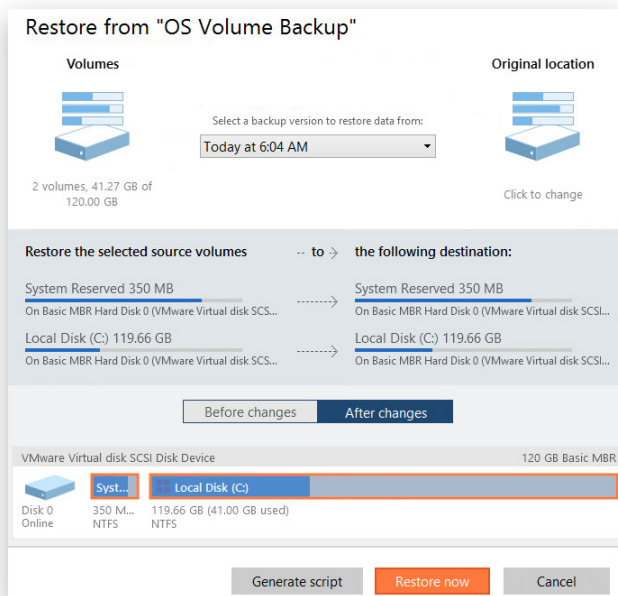 Restore from "OS Volume Backup"
Volumes
Original location
Select a backup version to restore data from:
Today at 6:04 AM
2 volumes, 41.27 GB of
120.00 GB
Click to change
Restore the selected source volumes -- to -> the following destination:
System Reserved 350 MB
On Basic MBR Hard Disk 0 (VMware Virtual disk SCS...
System Reserved 350 MB
On Basic MBR Hard Disk 0 (VMware Virtual disk SCSI...
Local Disk (C:) 119.66 GB
On Basic MBR Hard Disk 0 (VMware Virtual disk SCS...
Local Disk (C:) 119.66 GB
On Basic MBR Hard Disk 0 (VMware Virtual disk SCSI...
Before changes After changes
VMware Virtual disk SCSI Disk Device 120 GB Basic MBR
Syst... Local Disk (C:)
Disk 0 350 M... 119.66 GB (41.00 GB used)
Online NTFS NTFS
Generate script Restore now Cancel